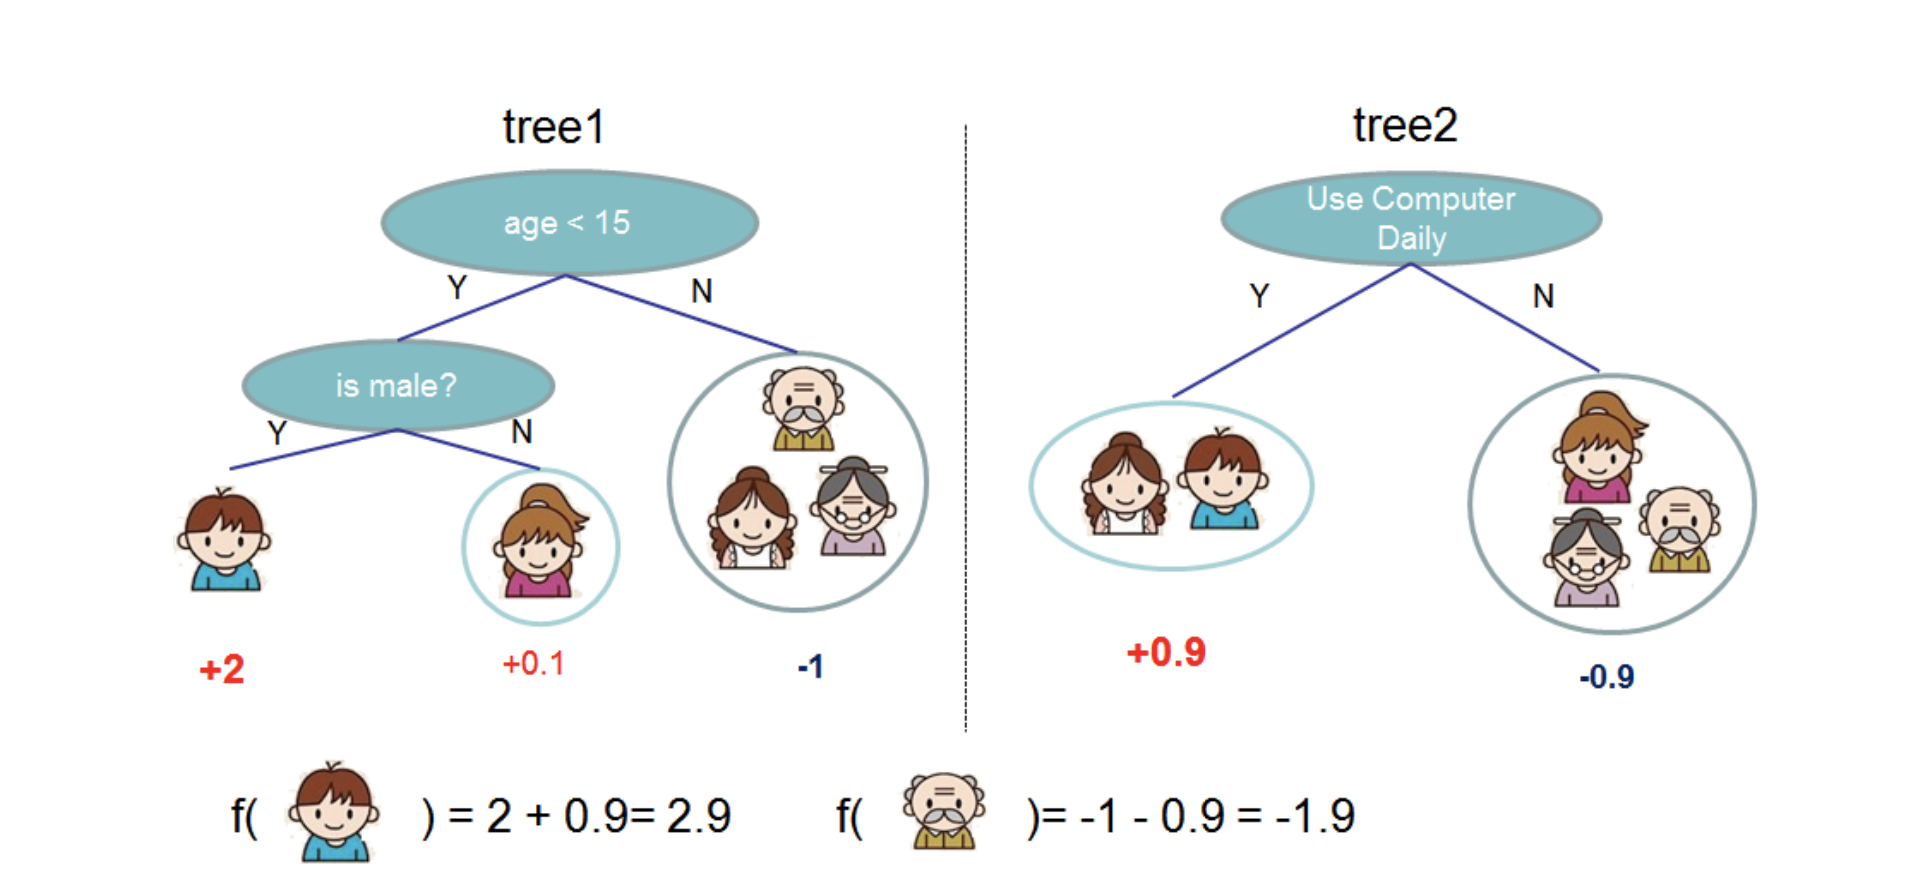 tree1
age < 15
Y
N
is male?
Y
N
+2
+0.1
-1
tree2
Use Computer
Daily
Y
N
+0.9
-0.9
f( ) = 2 + 0.9= 2.9
f( )= -1 - 0.9 = -1.9